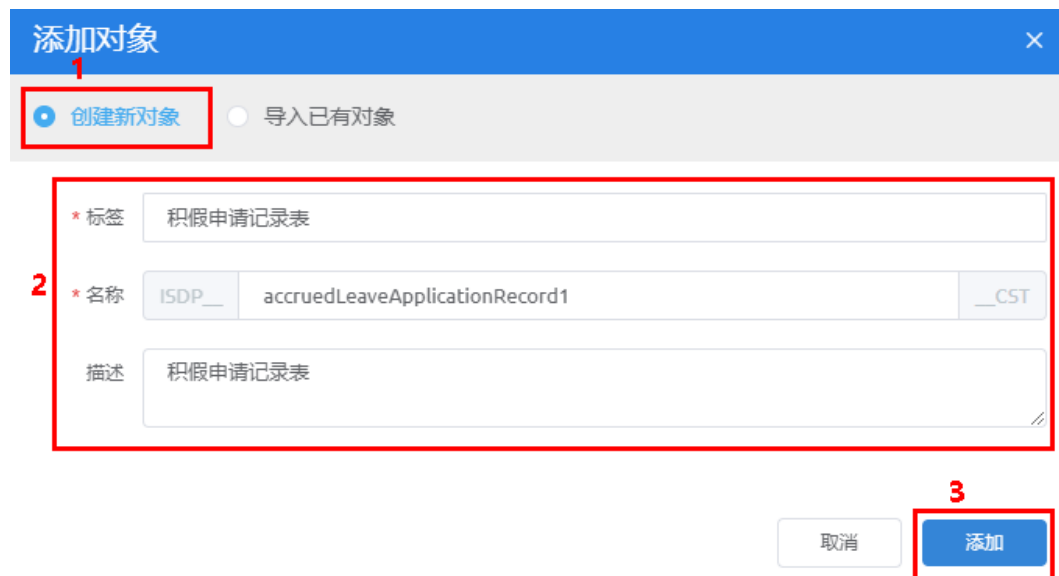 添加对象
1
创建新对象 导入已有对象
* 标签 积假申请记录表
2
* 名称 ISDP__ accruedLeaveApplicationRecord1 __CST
描述 积假申请记录表
3
取消 添加